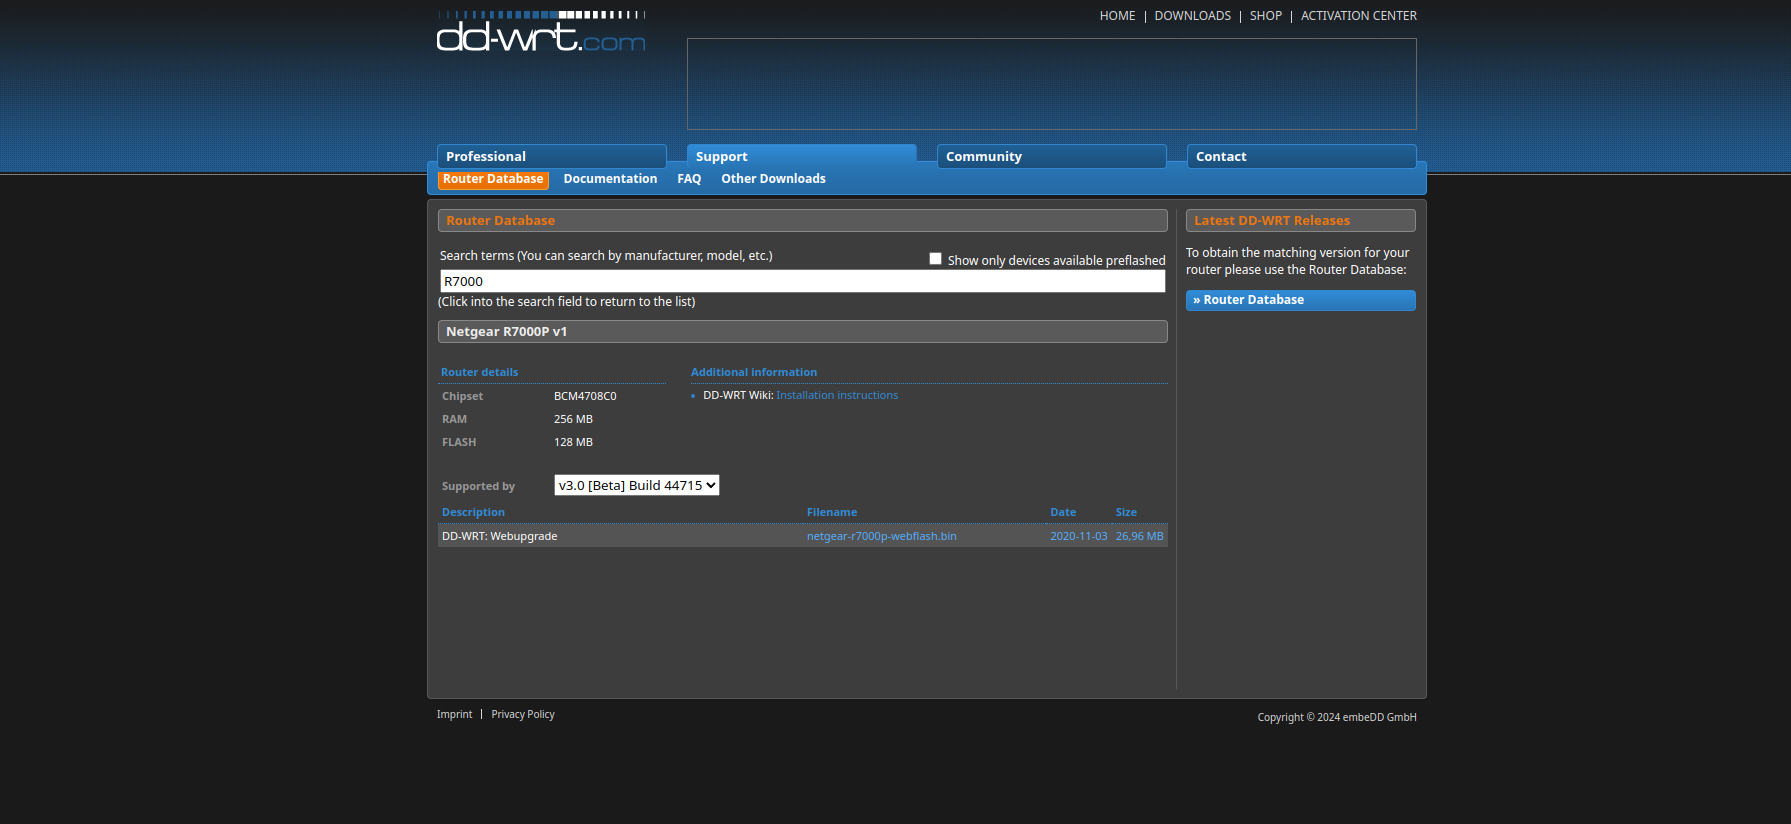 dd-wrt.com
HOME | DOWNLOADS | SHOP | ACTIVATION CENTER
Professional
Support
Community
Contact
Router Database
Documentation
FAQ
Other Downloads
Router Database
Search terms (You can search by manufacturer, model, etc.)
Show only devices available preflashed
R7000
(Click into the search field to return to the list)
Netgear R7000P v1
Router details
Chipset BCM4708C0
RAM 256 MB
FLASH 128 MB
Additional information
DD-WRT Wiki: Installation instructions
Supported by v3.0 [Beta] Build 44715
Description Filename Date Size
DD-WRT: Webupgrade netgear-r7000p-webflash.bin 2020-11-03 26,96 MB
Latest DD-WRT Releases
To obtain the matching version for your
router please use the Router Database:
» Router Database
Imprint | Privacy Policy
Copyright © 2024 embeDD GmbH